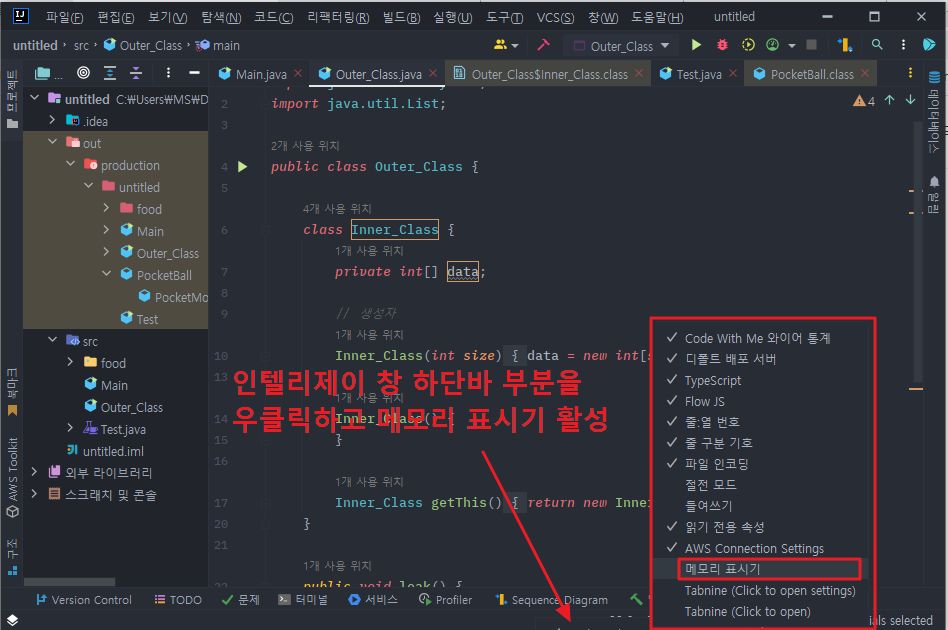 파일(F) 편집(E) 보기(V) 탐색(N) 코드(C) 리팩터링(R) 빌드(B) 실행(U) 도구(T) VCS(S) 창(W) 도움말(H) untitled
untitled › src › Outer_Class › main
Outer_Class
프로젝트
Main.java
Outer_Class.java
Outer_Class$Inner_Class.class
Test.java
PocketBall.class
untitled C:₩Users₩MS₩D
.idea
out
production
untitled
food
Main
Outer_Class
PocketBall
PocketMo
Test
src
food
Main
Outer_Class
Test.java
untitled.iml
외부 라이브러리
스크래치 및 콘솔
북마크
AWS Toolkit
구조
데이터베이스
알림
4
2 import java.util.List;
3
2개 사용 위치
4 public class Outer_Class {
5
4개 사용 위치
6 class Inner_Class {
1개 사용 위치
7 private int[] data;
8
9 // 생성자
1개 사용 위치
10 Inner_Class(int size) { data = new int[s
13
1개 사용 위치
14 Inner_Class() {
15 }
16
1개 사용 위치
17 Inner_Class getThis() { return new Inne
20 }
21
1개 사용 위치
22 public void leak() {
인텔리제이 창 하단바 부분을
우클릭하고 메모리 표시기 활성
Code With Me 와이어 통계
디폴트 배포 서버
TypeScript
Flow JS
줄:열 번호
줄 구분 기호
파일 인코딩
절전 모드
들여쓰기
읽기 전용 속성
AWS Connection Settings
메모리 표시기
Tabnine (Click to open settings)
Tabnine (Click to open)
Version Control
TODO
문제
터미널
서비스
Profiler
Sequence Diagram
ials selected